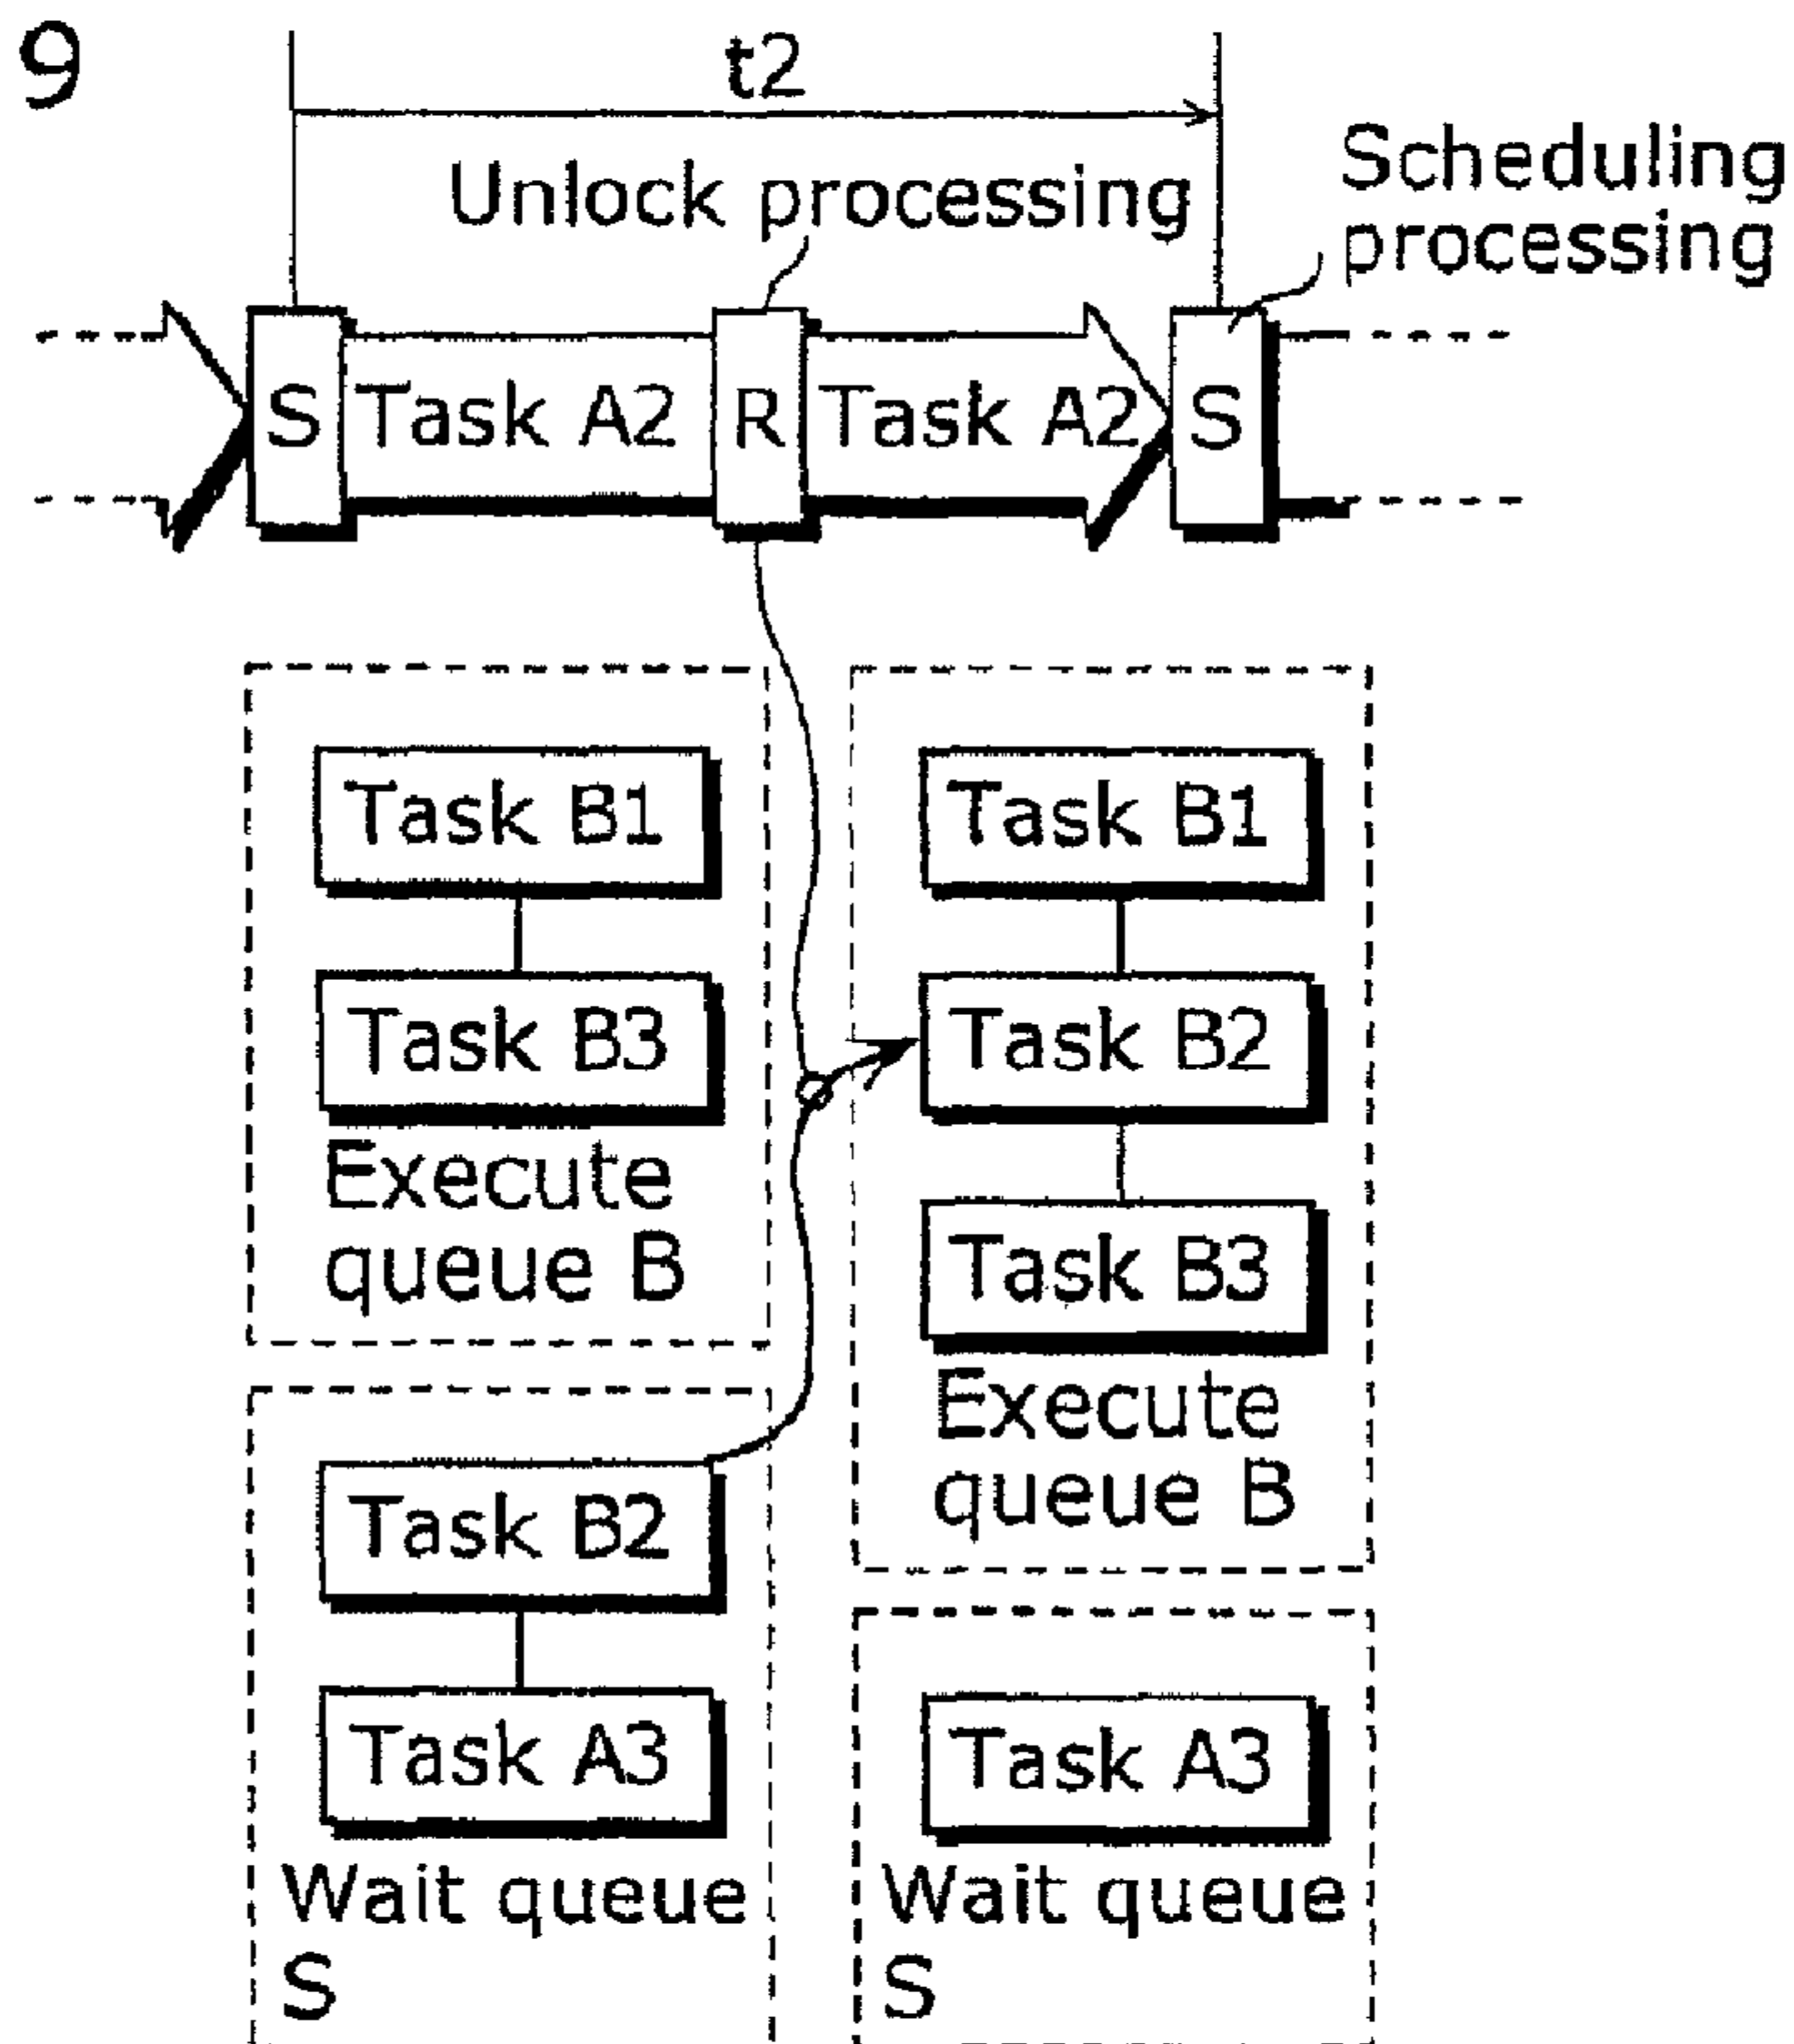 9
t2
Unlock processing
Scheduling
processing
S
Task A2
R
Task A2
S
Task B1
Task B3
Execute
queue B
Task B2
Task A3
Wait queue
S
Task B1
Task B2
Task B3
Execute
queue B
Task A3
Wait queue
S